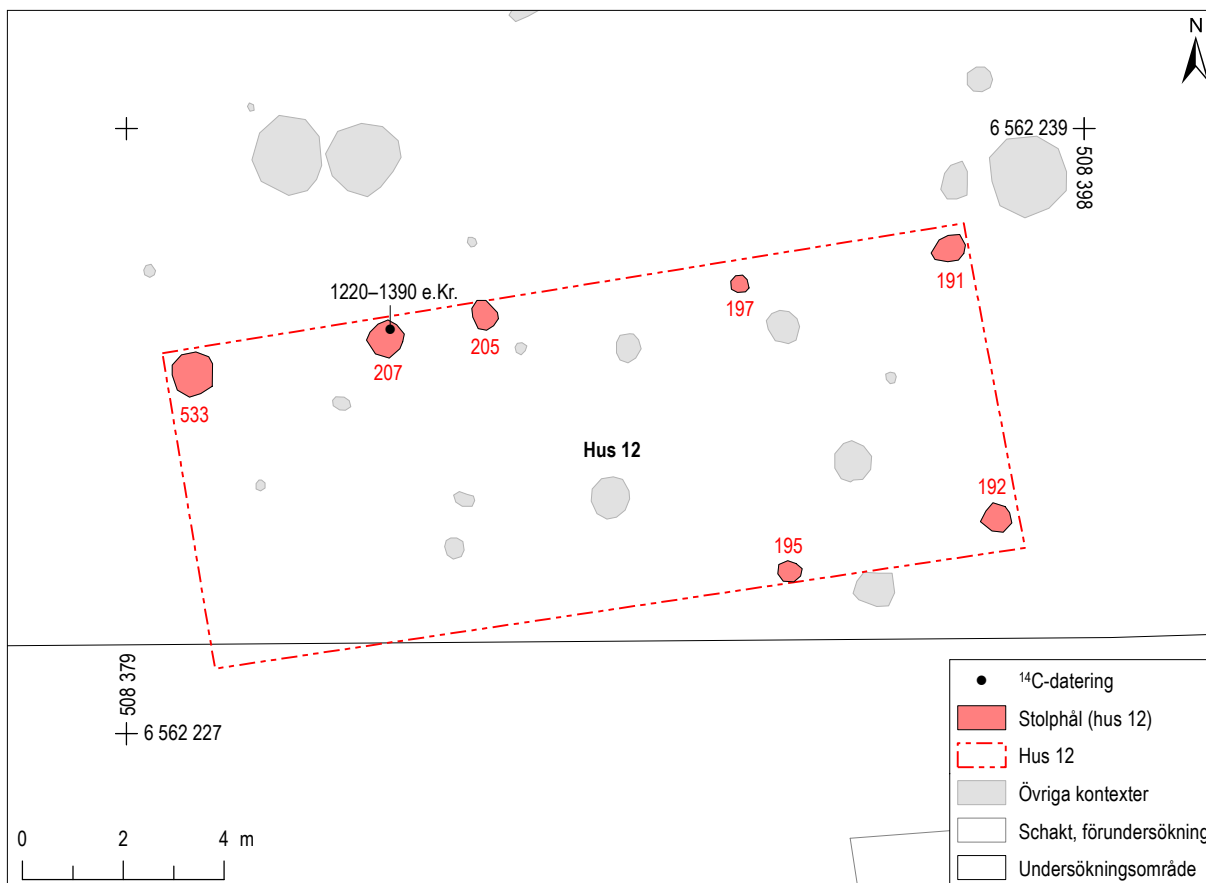 N
6 562 239
508 398
191
197
1220–1390 e.Kr.
205
207
533
Hus 12
192
195
508 379
6 562 227
0 2 4 m
¹⁴C-datering
Stolphål (hus 12)
Hus 12
Övriga kontexter
Schakt, förundersökning
Undersökningsområde